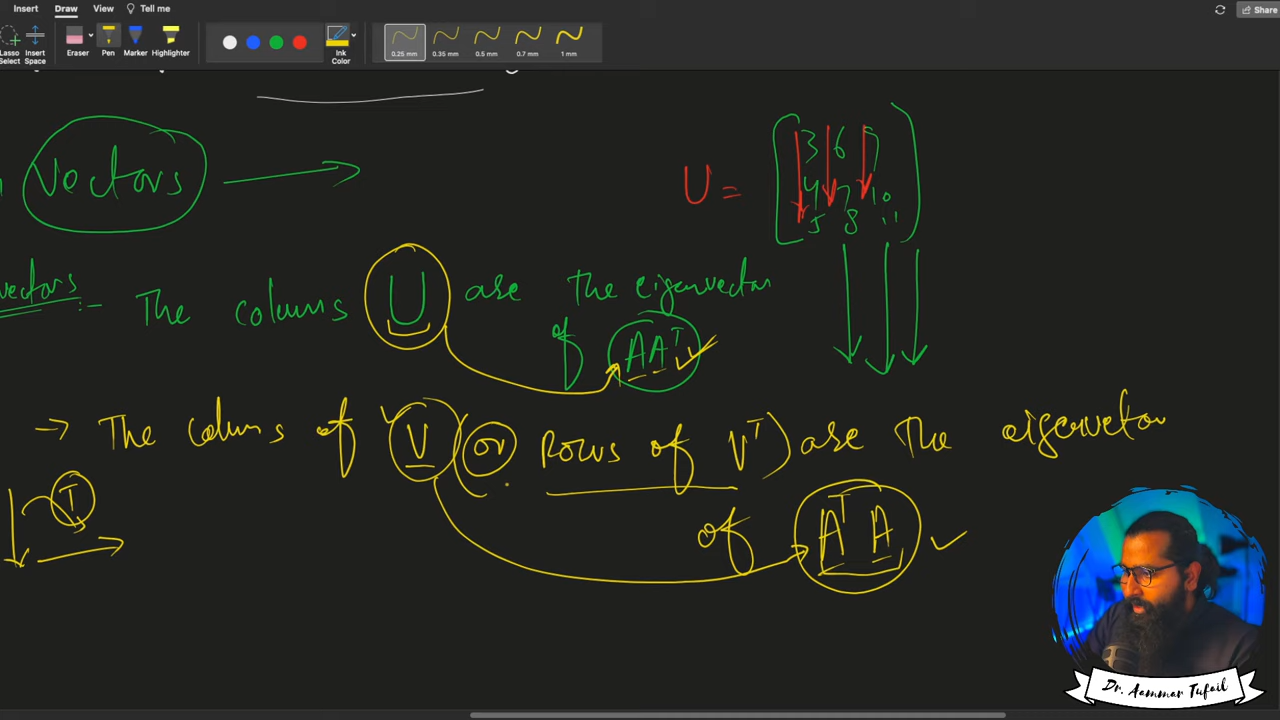 Insert Draw View Tell me
Share
Lasso Select
Insert Space
Eraser Pen Marker Highlighter
Ink Color
0.25 mm 0.35 mm 0.5 mm 0.7 mm 1 mm
Vectors
U =
3 6 9
4 7 10
5 8 11
vectors :- The colums U are the eigenvector
of AAᵀ
→ The colums of V (or Rows of Vᵀ) are the eigenvector
T
of Aᵀ A
Dr. Aammar Tufail